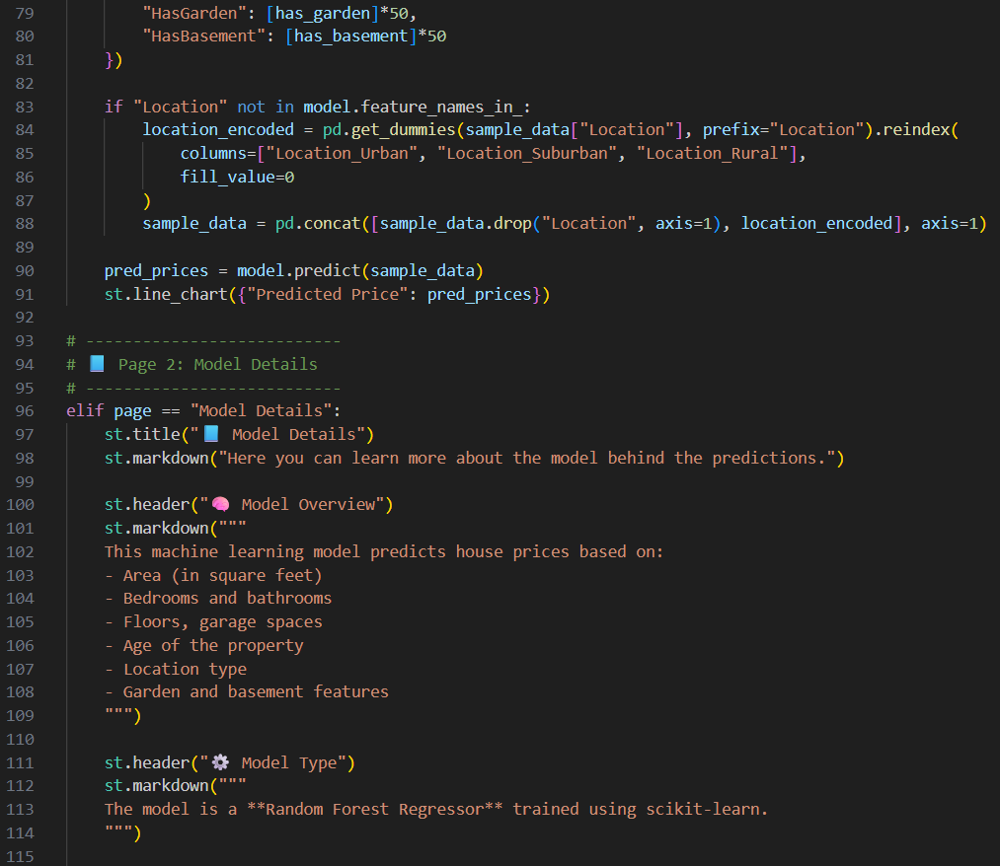 79 "HasGarden": [has_garden]*50,
80 "HasBasement": [has_basement]*50
81 })
82
83 if "Location" not in model.feature_names_in_:
84 location_encoded = pd.get_dummies(sample_data["Location"], prefix="Location").reindex(
85 columns=["Location_Urban", "Location_Suburban", "Location_Rural"],
86 fill_value=0
87 )
88 sample_data = pd.concat([sample_data.drop("Location", axis=1), location_encoded], axis=1)
89
90 pred_prices = model.predict(sample_data)
91 st.line_chart({"Predicted Price": pred_prices})
92
93 # ---------------------------
94 # 📘 Page 2: Model Details
95 # ---------------------------
96 elif page == "Model Details":
97 st.title("📘 Model Details")
98 st.markdown("Here you can learn more about the model behind the predictions.")
99
100 st.header("🧠 Model Overview")
101 st.markdown("""
102 This machine learning model predicts house prices based on:
103 - Area (in square feet)
104 - Bedrooms and bathrooms
105 - Floors, garage spaces
106 - Age of the property
107 - Location type
108 - Garden and basement features
109 """)
110
111 st.header("⚙️ Model Type")
112 st.markdown("""
113 The model is a **Random Forest Regressor** trained using scikit-learn.
114 """)
115